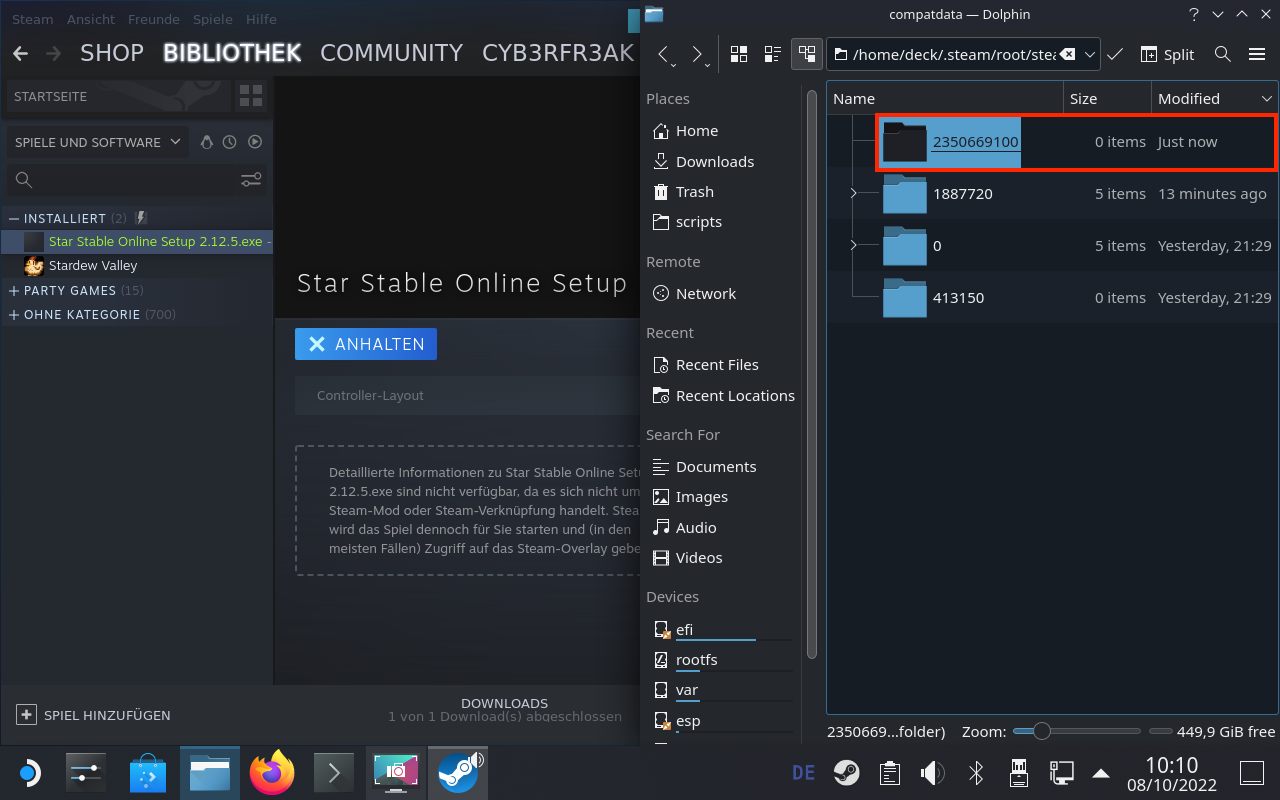 Steam Ansicht Freunde Spiele Hilfe
SHOP BIBLIOTHEK COMMUNITY CYB3RFR3AK
STARTSEITE
SPIELE UND SOFTWARE
INSTALLIERT (2)
Star Stable Online Setup 2.12.5.exe -
Stardew Valley
PARTY GAMES (15)
OHNE KATEGORIE (700)
Star Stable Online Setup
ANHALTEN
Controller-Layout
Detaillierte Informationen zu Star Stable Online Setu
2.12.5.exe sind nicht verfügbar, da es sich nicht um
Steam-Mod oder Steam-Verknüpfung handelt. Stea
wird das Spiel dennoch für Sie starten und (in den
meisten Fällen) Zugriff auf das Steam-Overlay gebe
SPIEL HINZUFÜGEN
DOWNLOADS
1 von 1 Download(s) abgeschlossen
compatdata — Dolphin
/home/deck/.steam/root/stea
Split
Places
Home
Downloads
Trash
scripts
Remote
Network
Recent
Recent Files
Recent Locations
Search For
Documents
Images
Audio
Videos
Devices
efi
rootfs
var
esp
Name Size Modified
2350669100 0 items Just now
1887720 5 items 13 minutes ago
0 5 items Yesterday, 21:29
413150 0 items Yesterday, 21:29
2350669...folder) Zoom: 449,9 GiB free
DE
10:10
08/10/2022